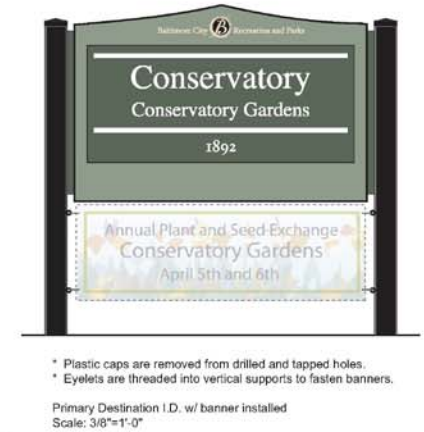 Baltimore City B Recreation and Parks
Conservatory
Conservatory Gardens
1892
Annual Plant and Seed Exchange
Conservatory Gardens
April 5th and 6th
* Plastic caps are removed from drilled and tapped holes.
* Eyelets are threaded into vertical supports to fasten banners.
Primary Destination I.D. w/ banner installed
Scale: 3/8"=1'-0"